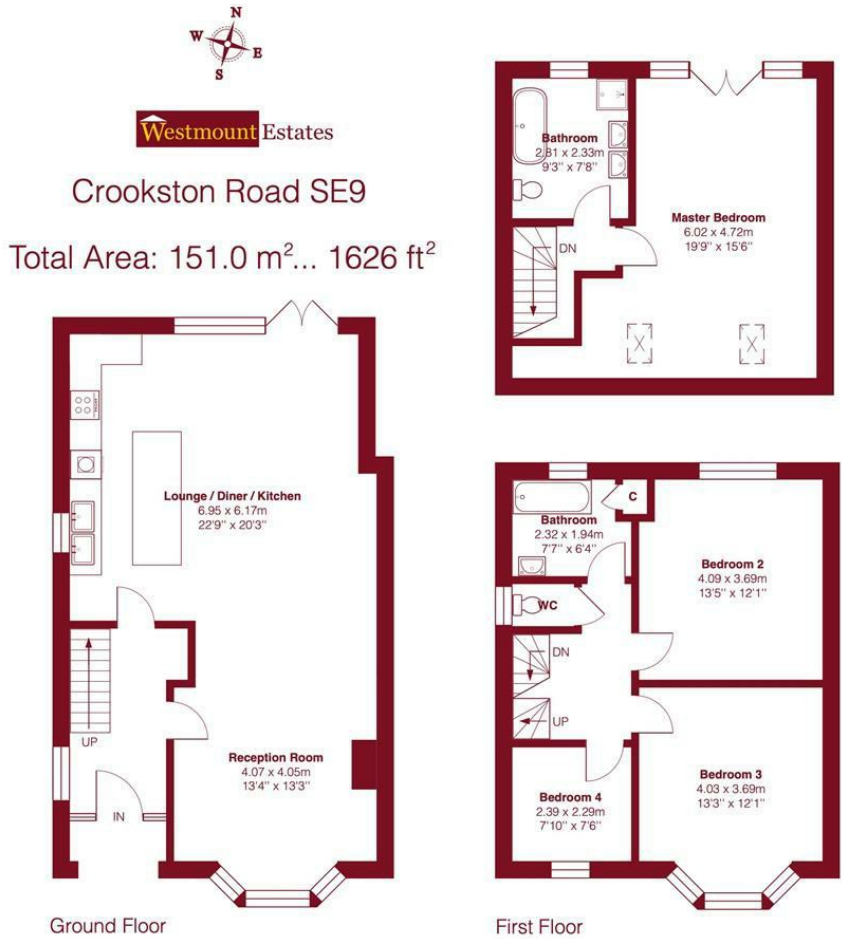 N
W
E
S
Westmount Estates
Crookston Road SE9
Total Area: 151.0 m²... 1626 ft²
Bathroom
2.81 x 2.33m
9'3'' x 7'8''
Master Bedroom
6.02 x 4.72m
19'9'' x 15'6''
DN
Lounge / Diner / Kitchen
6.95 x 6.17m
22'9'' x 20'3''
UP
IN
Reception Room
4.07 x 4.05m
13'4'' x 13'3''
Ground Floor
C
Bathroom
2.32 x 1.94m
7'7'' x 6'4''
Bedroom 2
4.09 x 3.69m
13'5'' x 12'1''
WC
DN
UP
Bedroom 4
2.39 x 2.29m
7'10'' x 7'6''
Bedroom 3
4.03 x 3.69m
13'3'' x 12'1''
First Floor